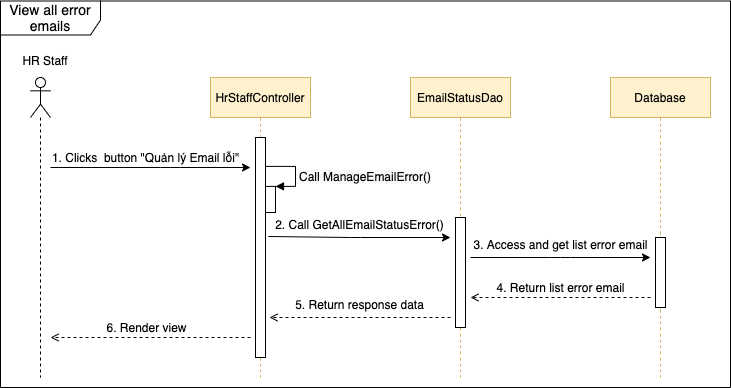 View all error
emails
HR Staff
HrStaffController
EmailStatusDao
Database
1. Clicks button "Quản lý Email lỗi"
Call ManageEmailError()
2. Call GetAllEmailStatusError()
3. Access and get list error email
4. Return list error email
5. Return response data
6. Render view